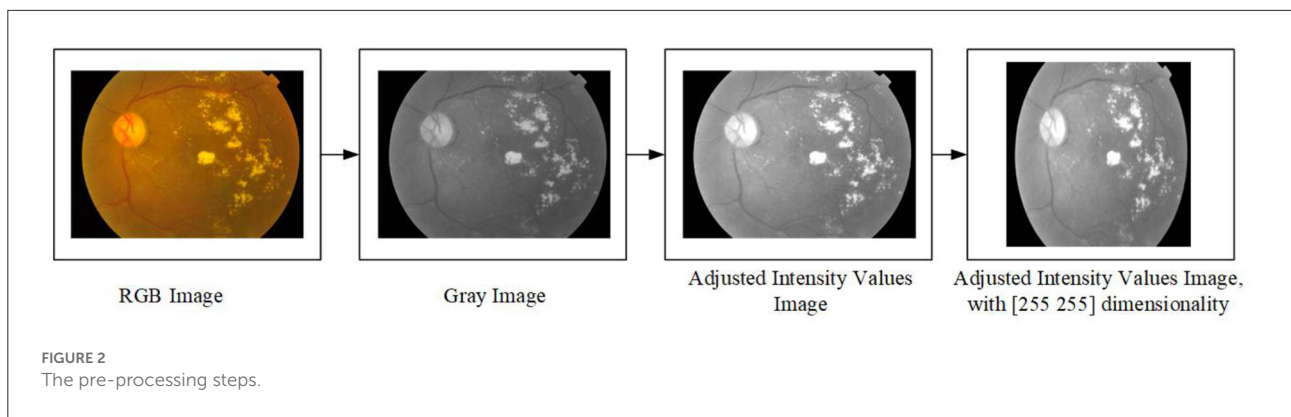 RGB Image
Gray Image
Adjusted Intensity Values
Image
Adjusted Intensity Values Image,
with [255 255] dimensionality
FIGURE 2
The pre-processing steps.